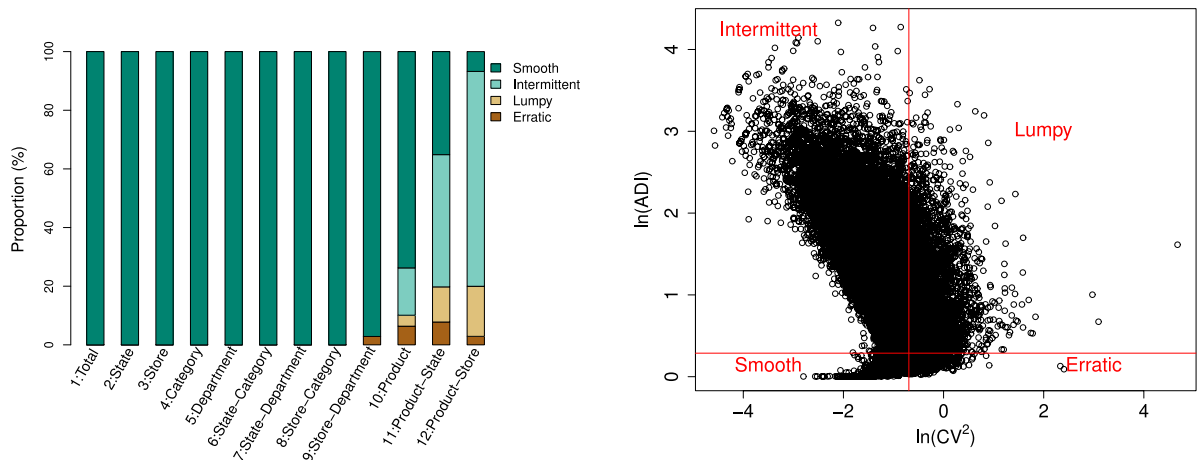 Proportion (%)
100
80
60
40
20
0
Smooth
Intermittent
Lumpy
Erratic
1:Total
2:State
3:Store
4:Category
5:Department
6:State−Category
7:State−Department
8:Store−Category
9:Store−Department
10:Product
11:Product−State
12:Product−Store
ln(ADI)
4
3
2
1
0
Intermittent
Lumpy
Smooth
Erratic
−4
−2
0
2
4
ln(CV²)